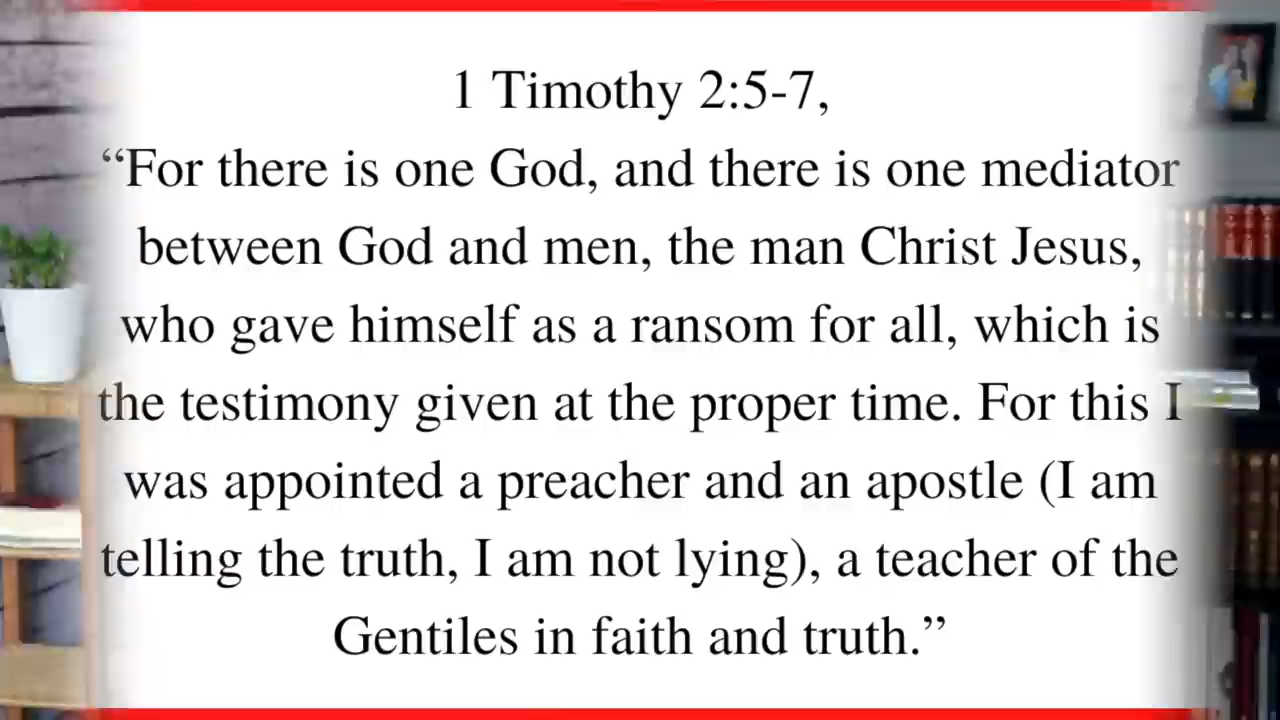 1 Timothy 2:5-7,
“For there is one God, and there is one mediator
between God and men, the man Christ Jesus,
who gave himself as a ransom for all, which is
the testimony given at the proper time. For this I
was appointed a preacher and an apostle (I am
telling the truth, I am not lying), a teacher of the
Gentiles in faith and truth.”